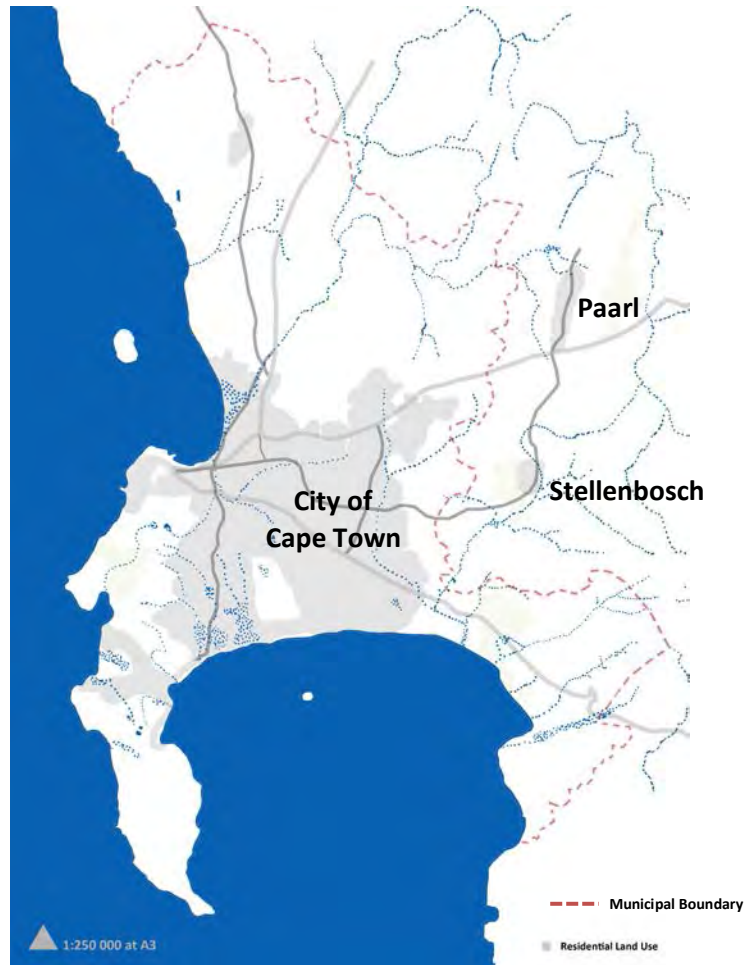 Paarl
Stellenbosch
City of
Cape Town
Municipal Boundary
1:250 000 at A3
Residential Land Use